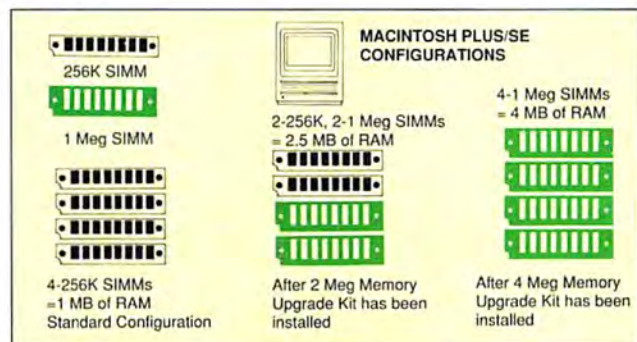 MACINTOSH PLUS/SE
CONFIGURATIONS
256K SIMM
1 Meg SIMM
4-256K SIMMs
=1 MB of RAM
Standard Configuration
2-256K, 2-1 Meg SIMMs
= 2.5 MB of RAM
After 2 Meg Memory
Upgrade Kit has been
installed
4-1 Meg SIMMs
= 4 MB of RAM
After 4 Meg Memory
Upgrade Kit has been
installed